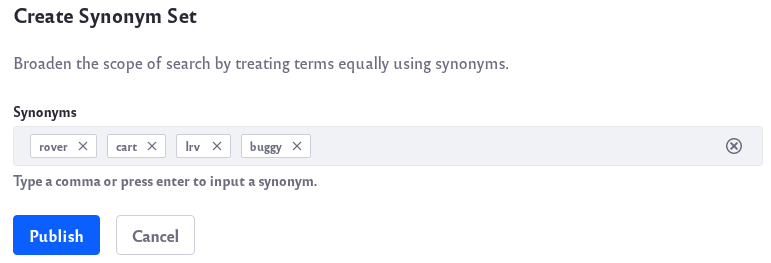 Create Synonym Set
Broaden the scope of search by treating terms equally using synonyms.
Synonyms
rover cart lrv buggy
Type a comma or press enter to input a synonym.
Publish Cancel